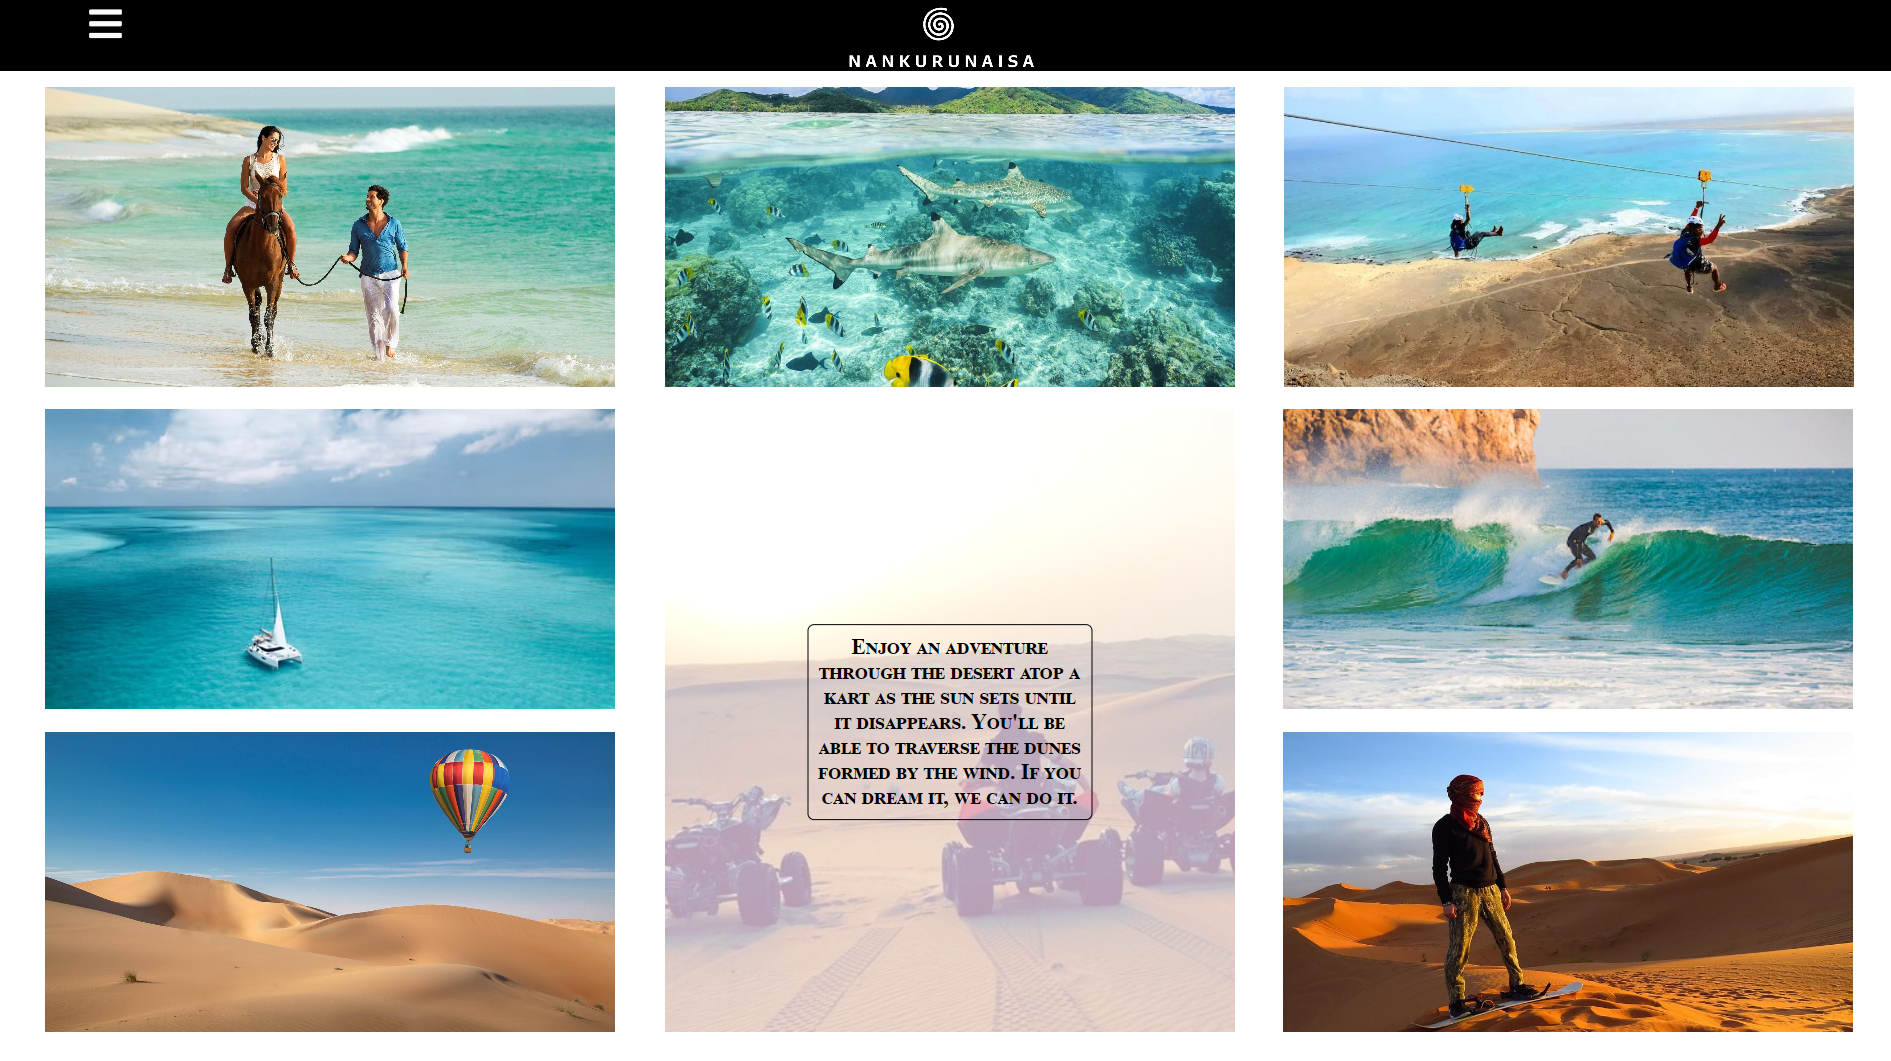 NANKURUNAISA
Enjoy an adventure
through the desert atop a
kart as the sun sets until
it disappears. You'll be
able to traverse the dunes
formed by the wind. If you
can dream it, we can do it.